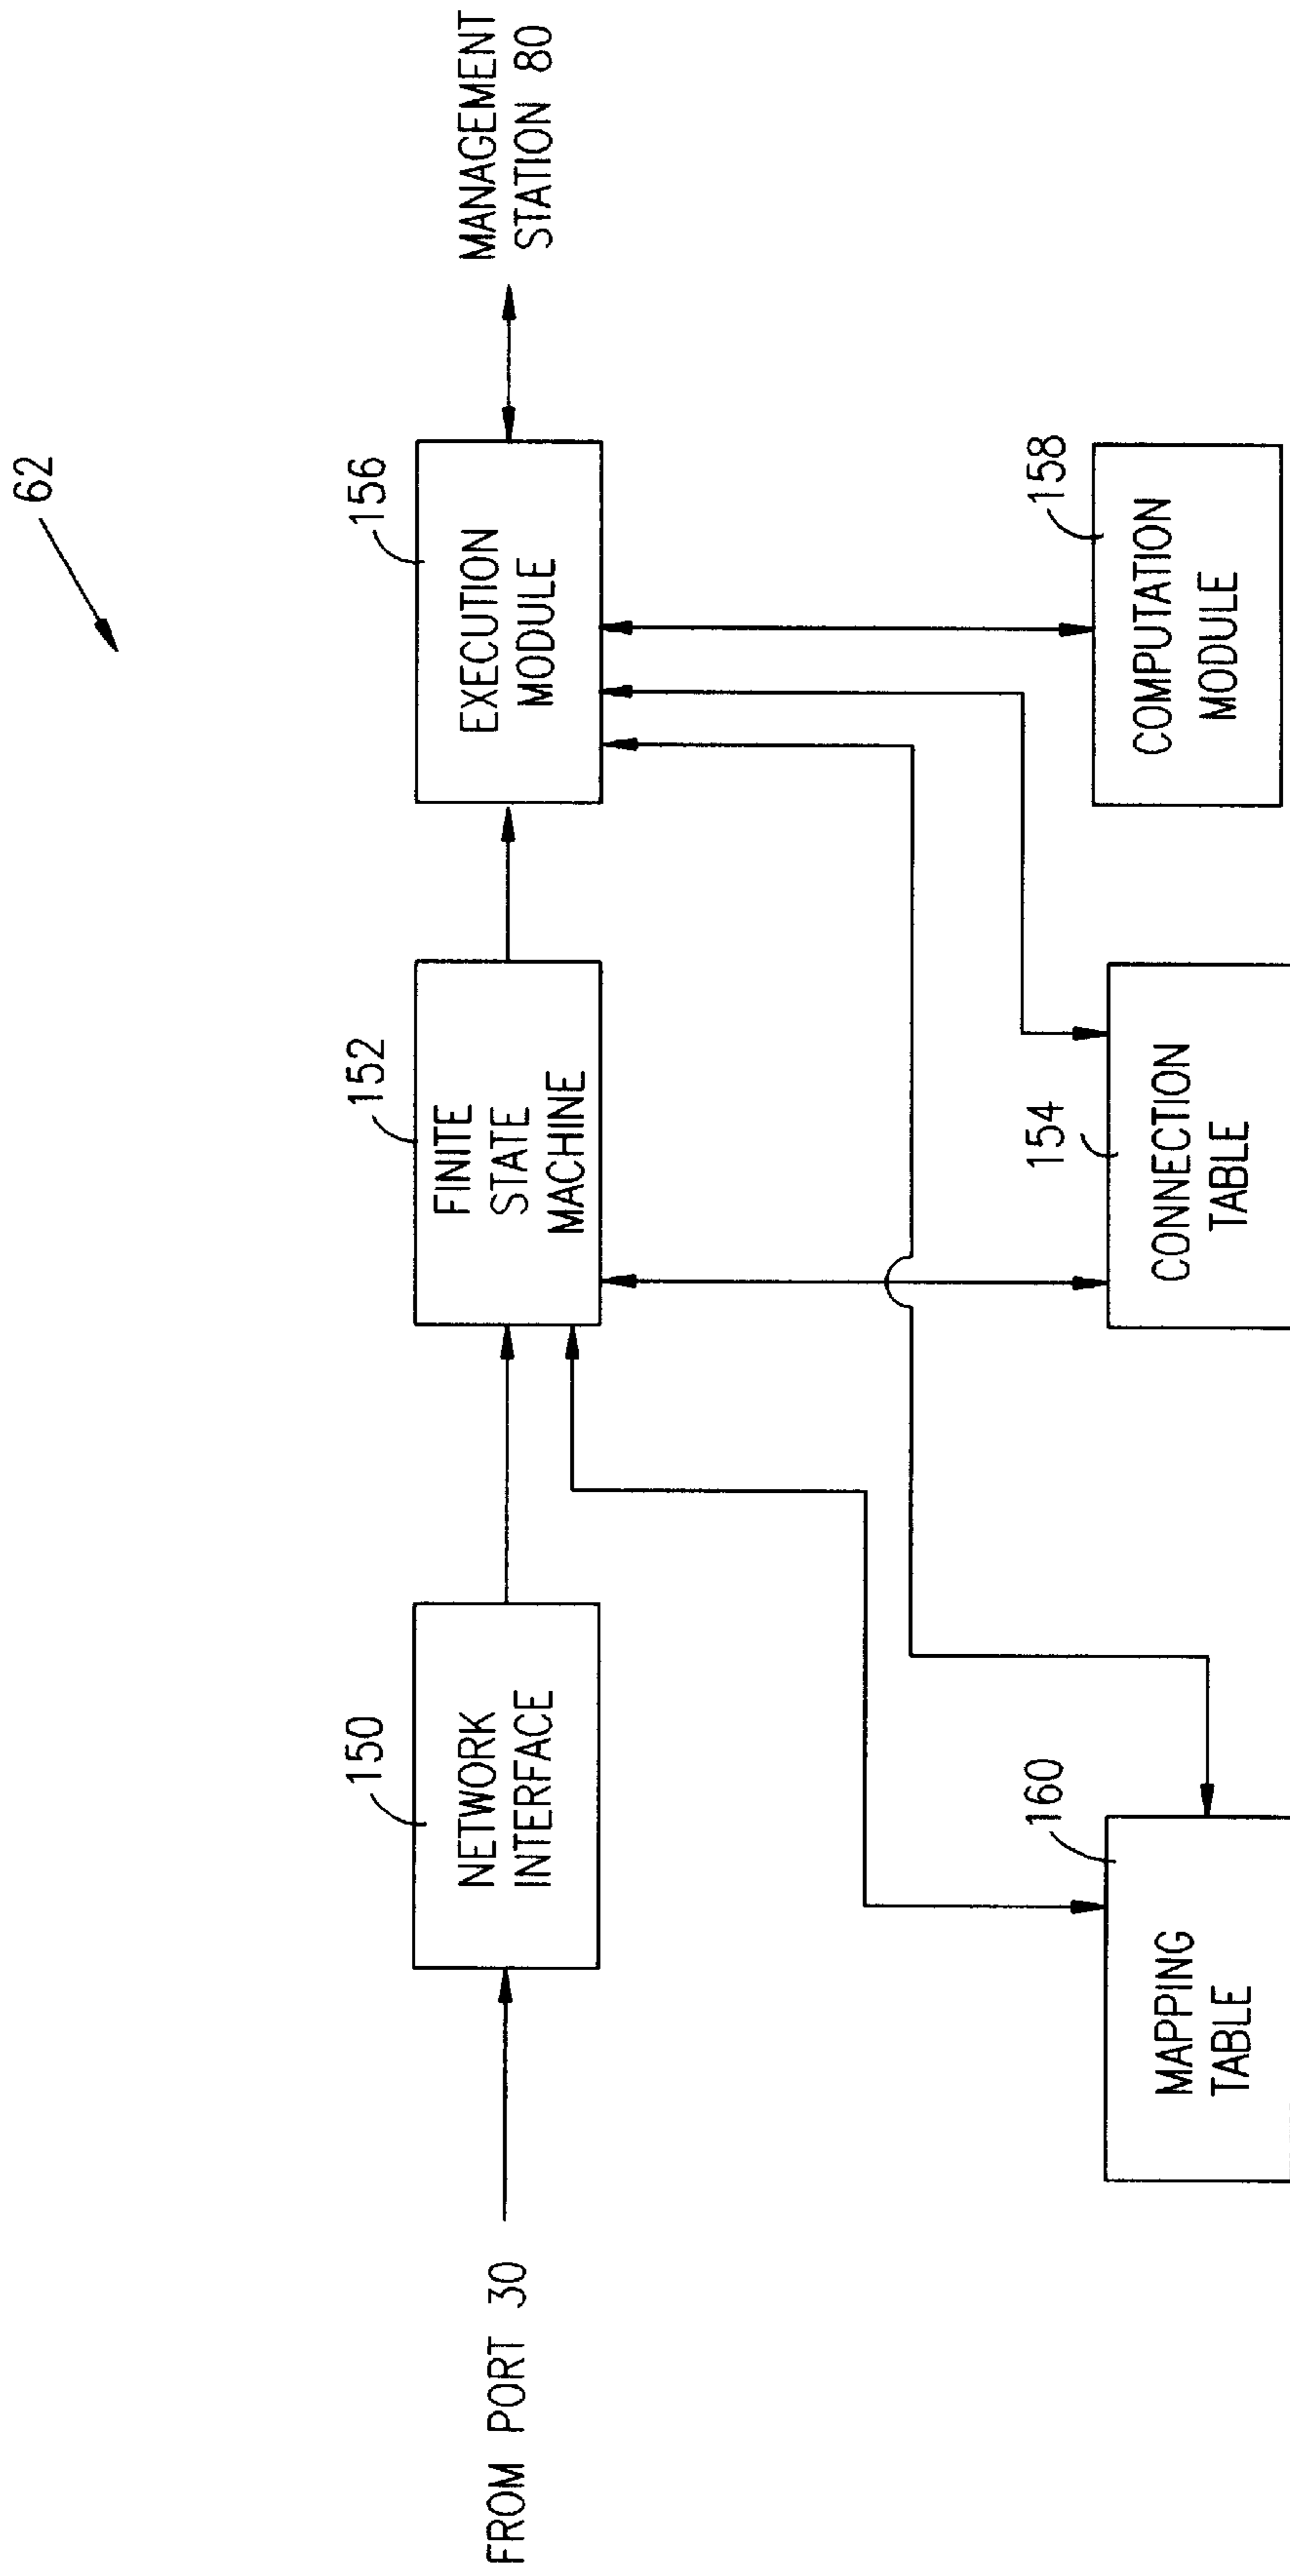 62
FROM PORT 30
150
NETWORK
INTERFACE
152
FINITE
STATE
MACHINE
156
EXECUTION
MODULE
MANAGEMENT
STATION 80
160
MAPPING
TABLE
154
CONNECTION
TABLE
158
COMPUTATION
MODULE